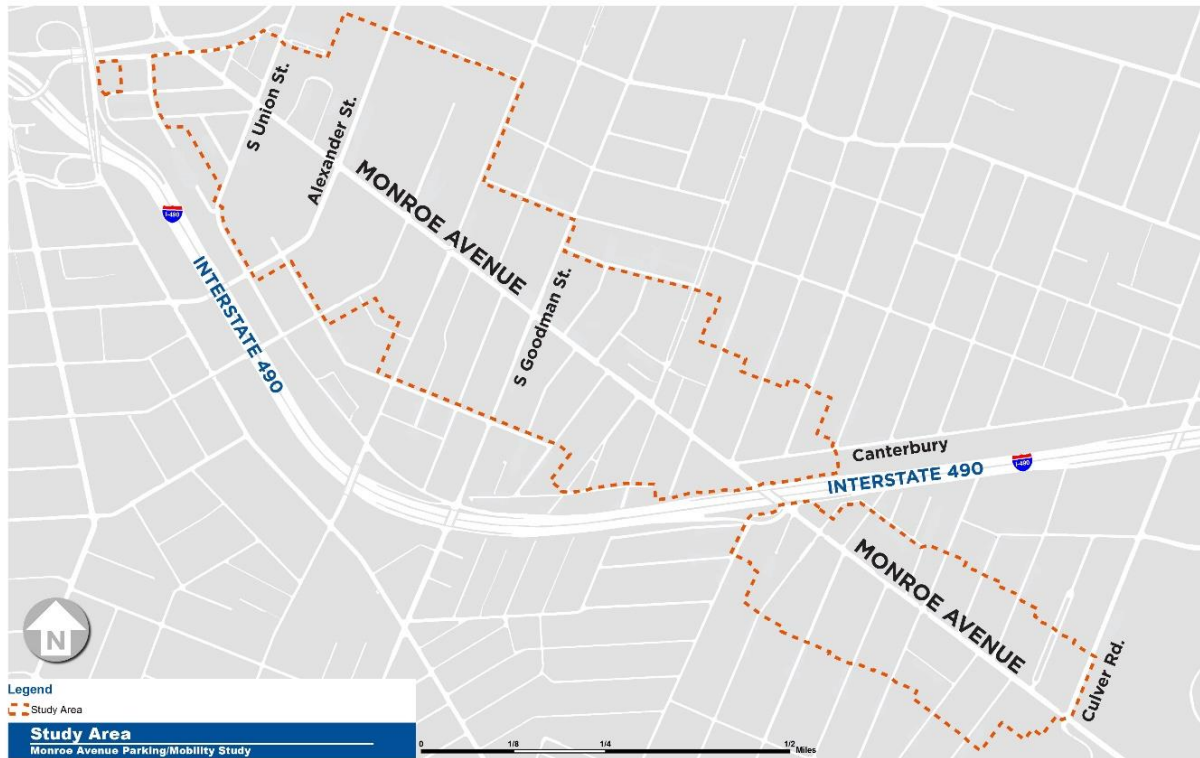 S Union St.
Alexander St.
MONROE AVENUE
I-490
INTERSTATE 490
S Goodman St.
Canterbury
INTERSTATE 490
I-490
MONROE AVENUE
Culver Rd.
N
Legend
Study Area
Study Area
Monroe Avenue Parking/Mobility Study
0 1/8 1/4 1/2 Miles